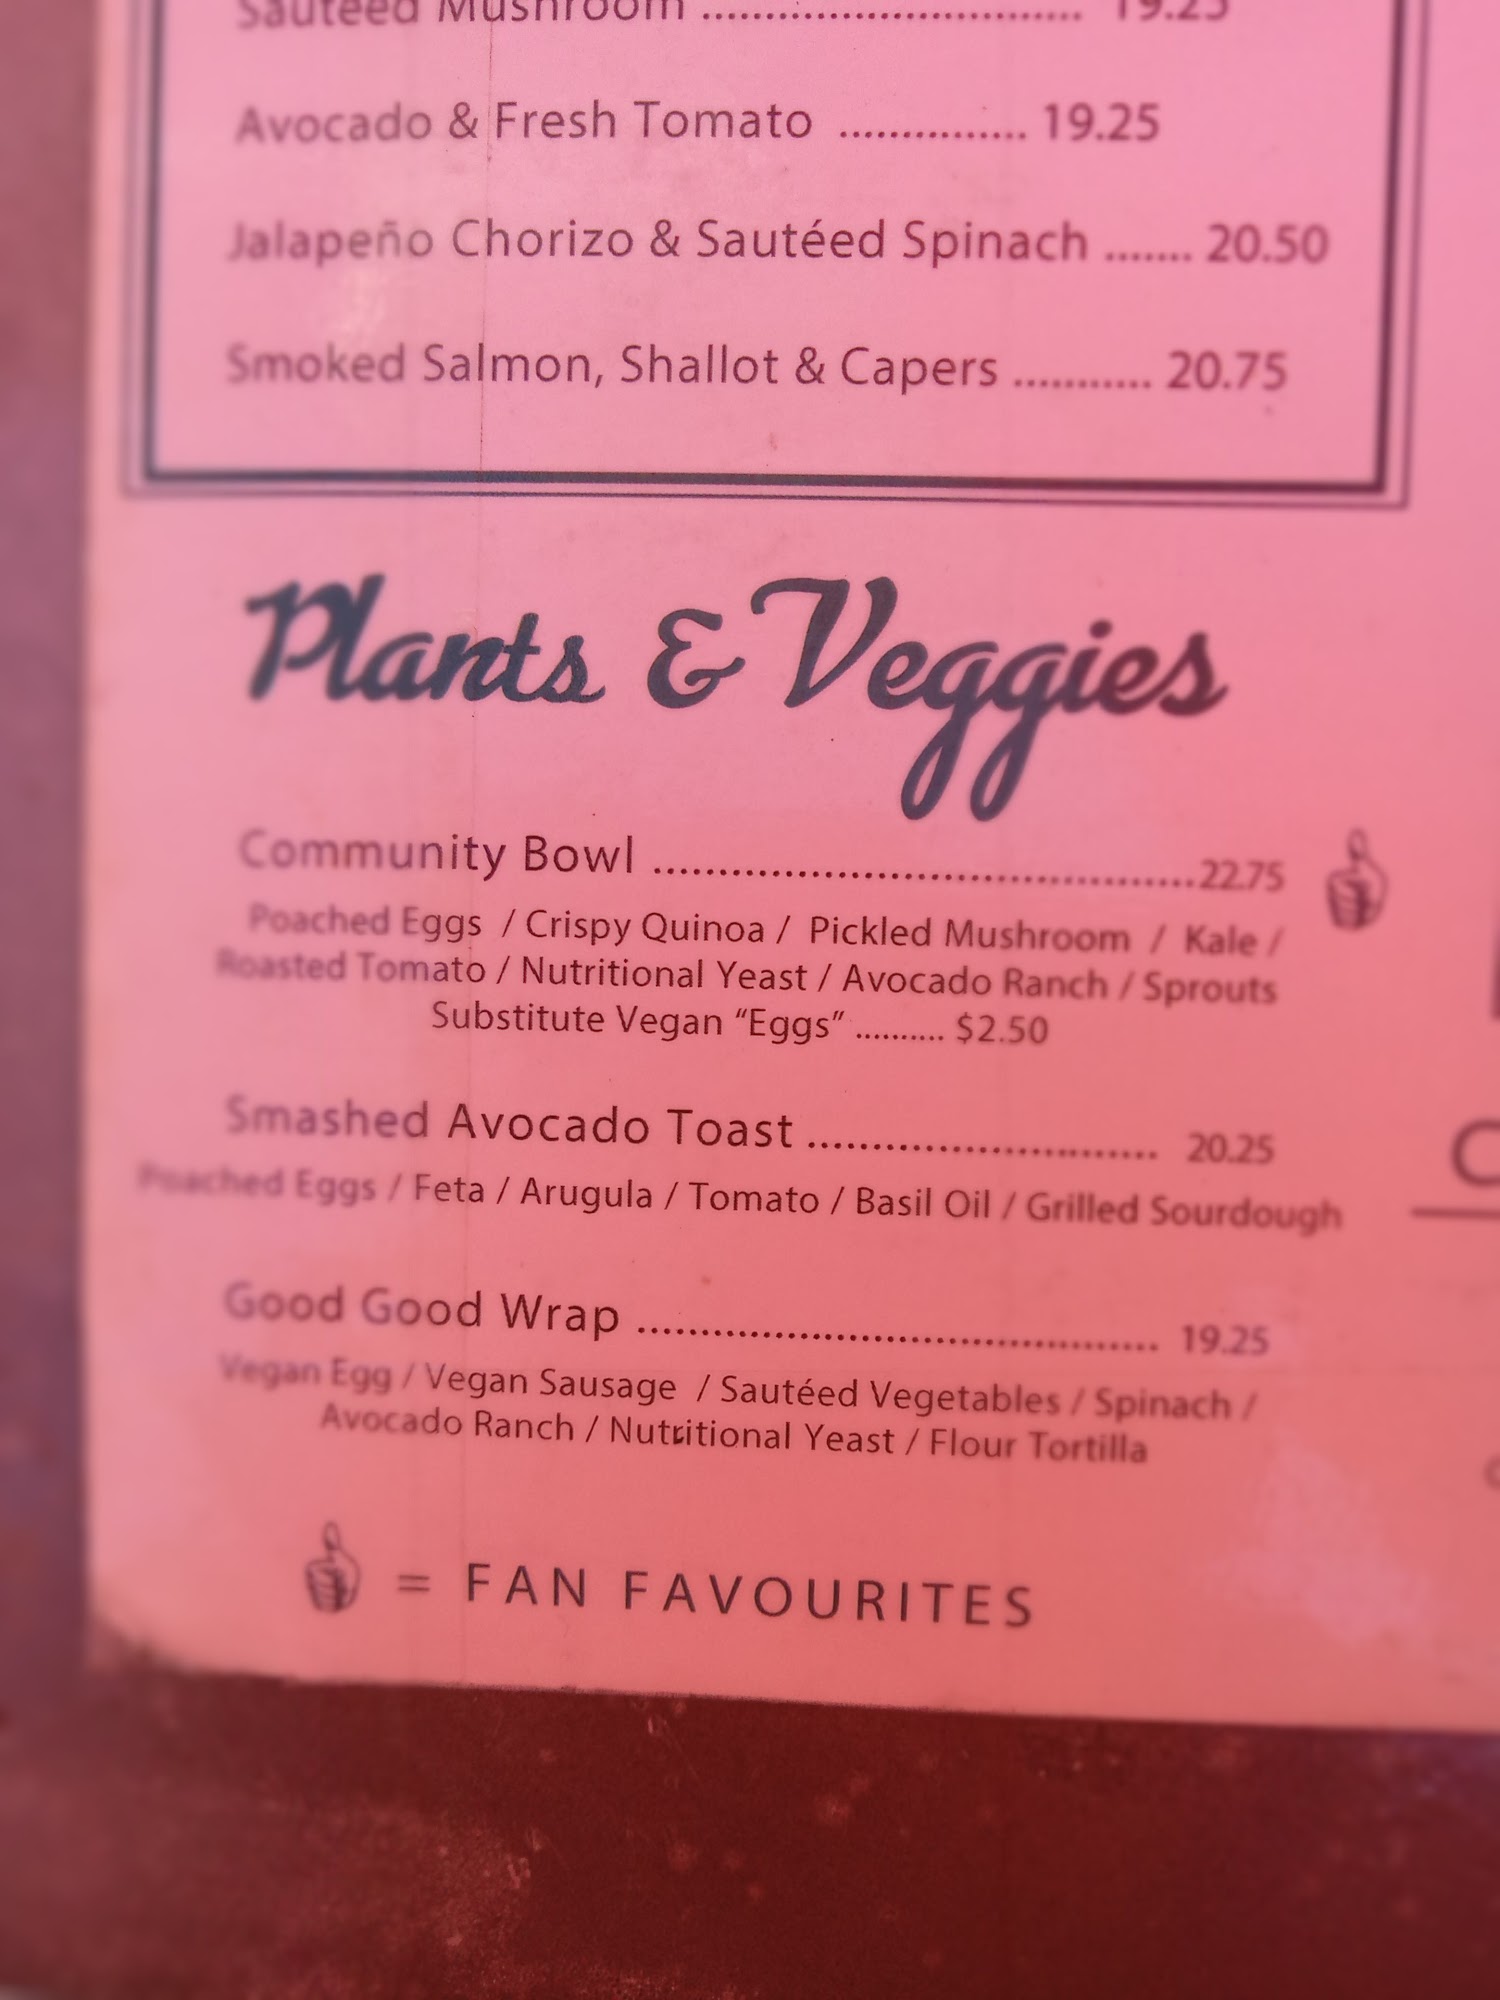 Sautéed Mushroom ............................... 19.25
Avocado & Fresh Tomato ............... 19.25
Jalapeño Chorizo & Sautéed Spinach ....... 20.50
Smoked Salmon, Shallot & Capers ........... 20.75
Plants & Veggies
Community Bowl ..........................................22.75
Poached Eggs / Crispy Quinoa / Pickled Mushroom / Kale /
Roasted Tomato / Nutritional Yeast / Avocado Ranch / Sprouts
Substitute Vegan “Eggs” .......... $2.50
Smashed Avocado Toast ............................ 20.25
Poached Eggs / Feta / Arugula / Tomato / Basil Oil / Grilled Sourdough
Good Good Wrap .......................................... 19.25
Vegan Egg / Vegan Sausage / Sautéed Vegetables / Spinach /
Avocado Ranch / Nutritional Yeast / Flour Tortilla
= FAN FAVOURITES